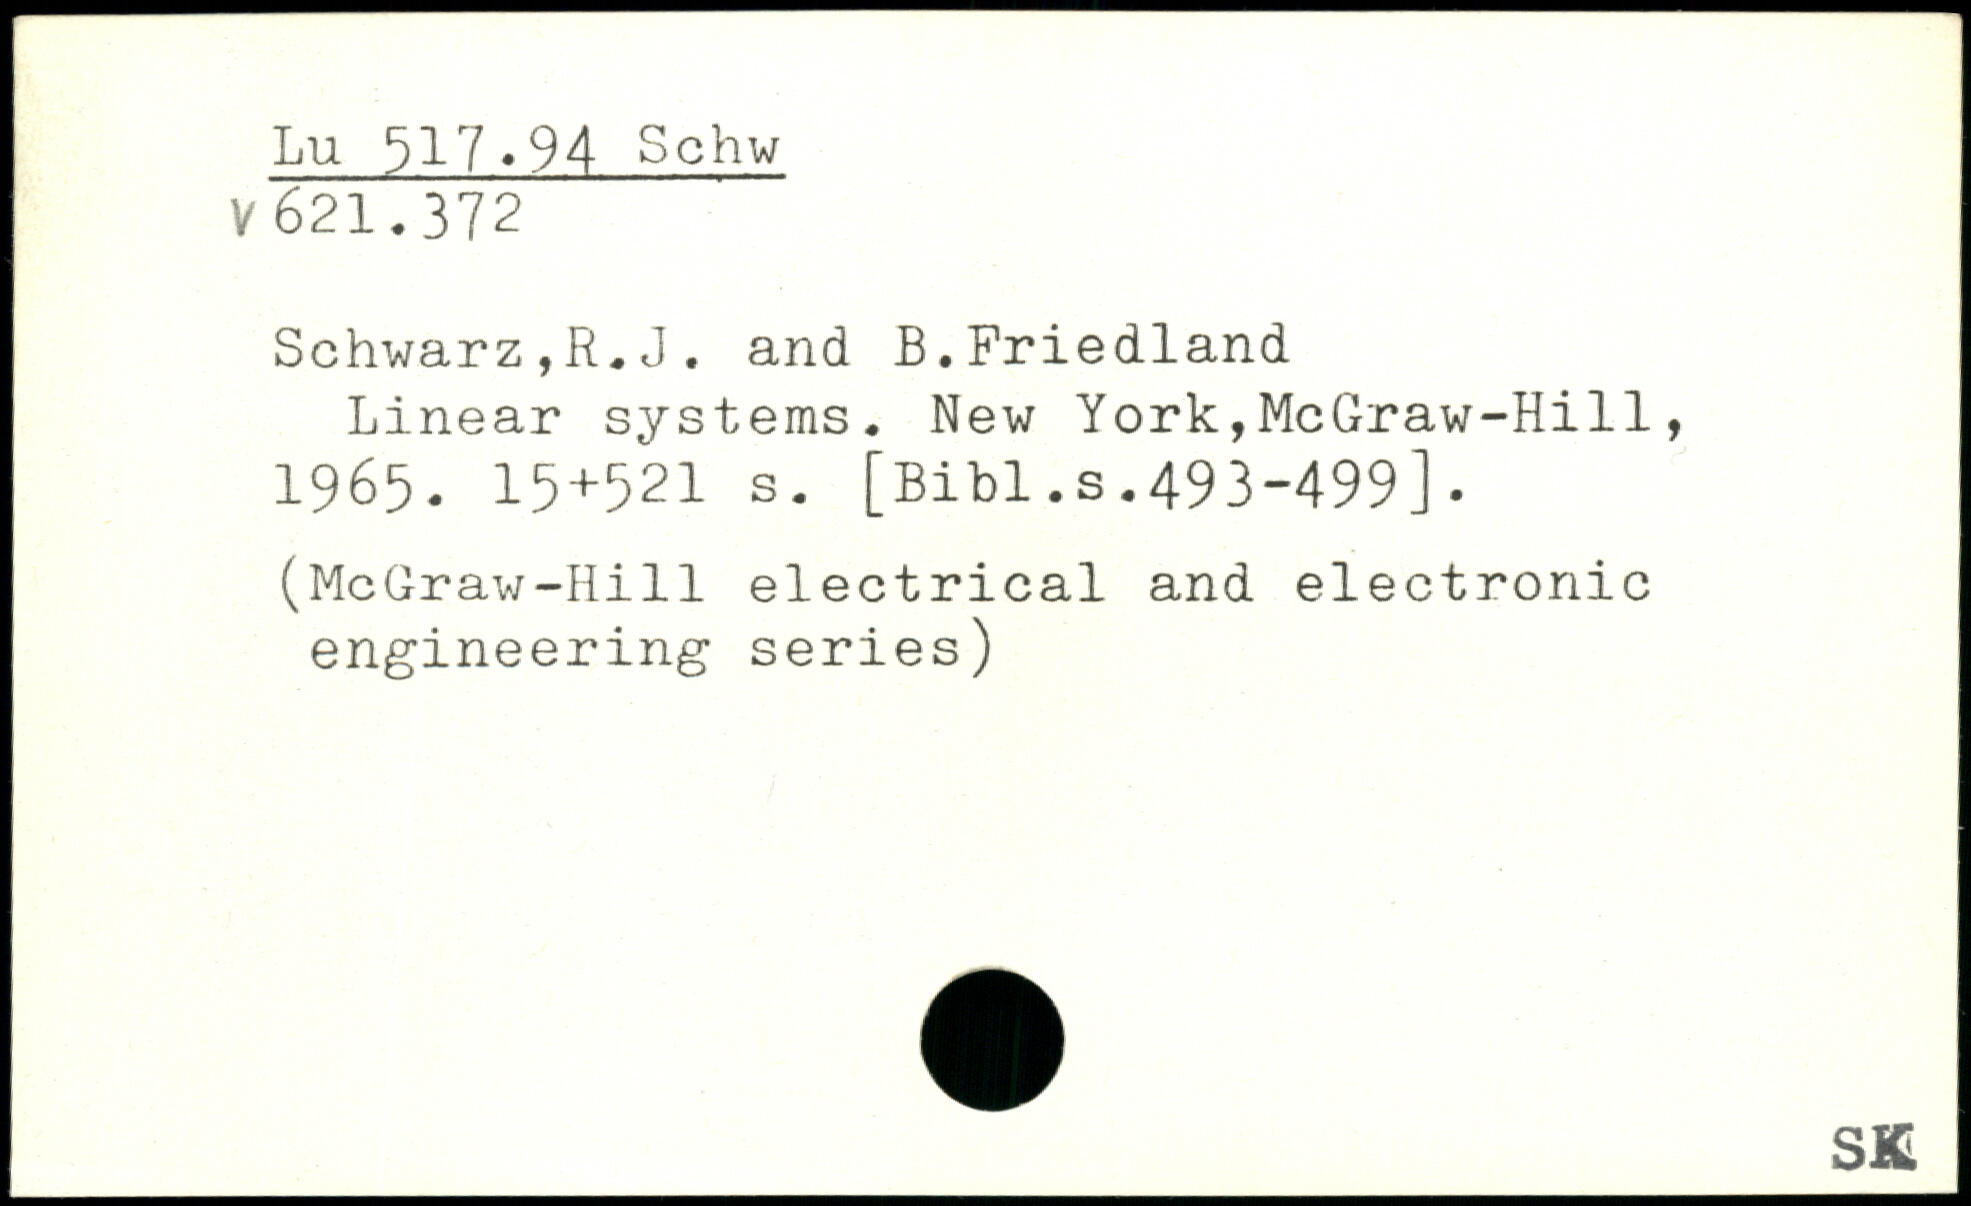 Lu 517.94 Schw
v 621.372
Schwarz,R.J. and B.Friedland
Linear systems. New York,McGraw-Hill,
1965. 15+521 s. [Bibl.s.493-499].
(McGraw-Hill electrical and electronic
engineering series)
SK